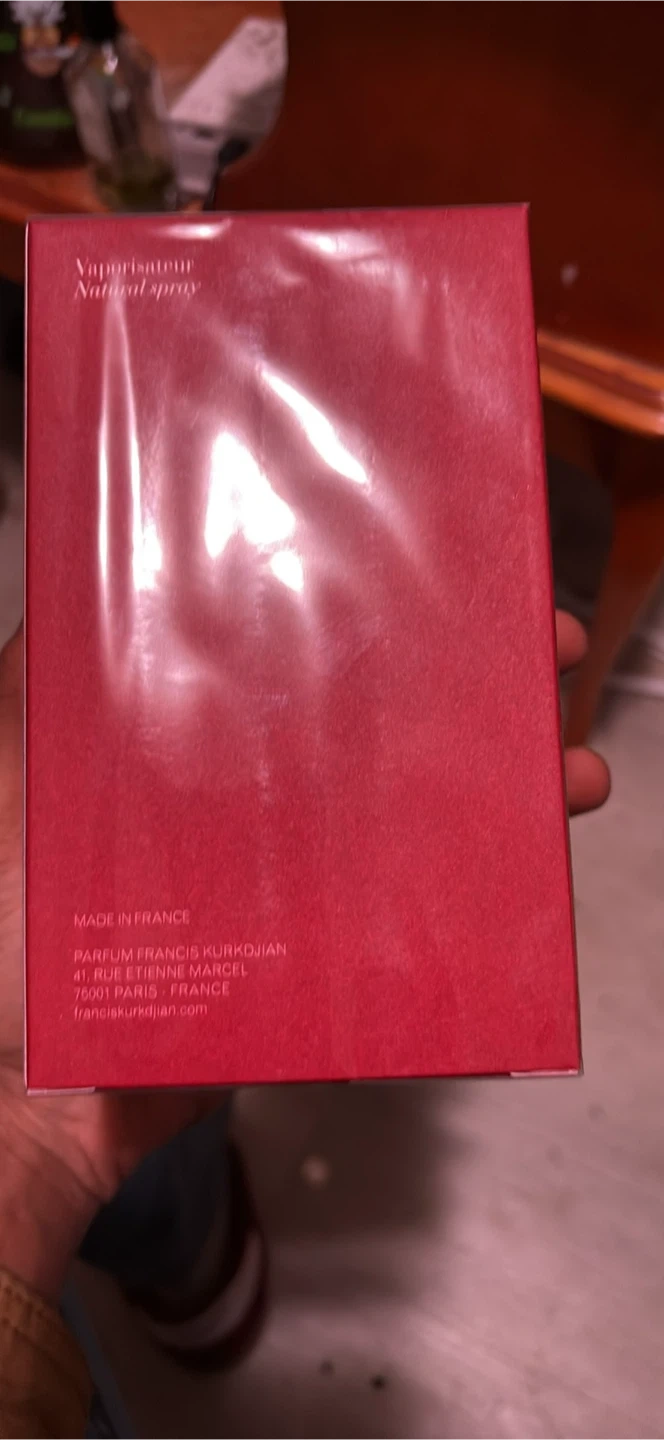 Vaporisateur
Natural spray
MADE IN FRANCE
PARFUM FRANCIS KURKDJIAN
41, RUE ETIENNE MARCEL
75001 PARIS - FRANCE
franciskurkdjian.com